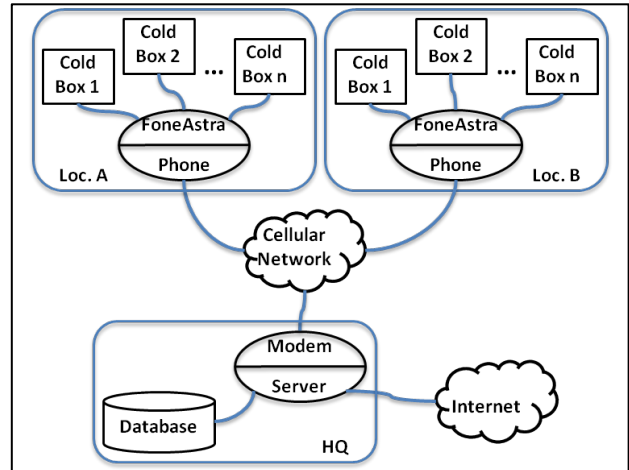 Cold
Box 1
Cold
Box 2
...
Cold
Box n
FoneAstra
Phone
Loc. A
Cold
Box 1
Cold
Box 2
...
Cold
Box n
FoneAstra
Phone
Loc. B
Cellular
Network
Modem
Server
Database
HQ
Internet